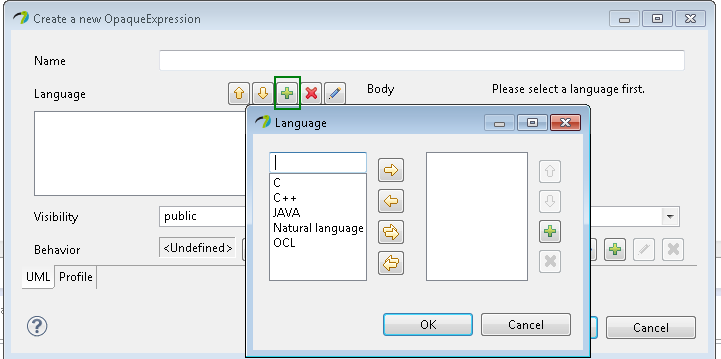 Create a new OpaqueExpression
Name
Language
Body
Please select a language first.
Language
C
C++
JAVA
Natural language
OCL
Visibility
public
Behavior
<Undefined>
UML
Profile
OK
Cancel
Cancel